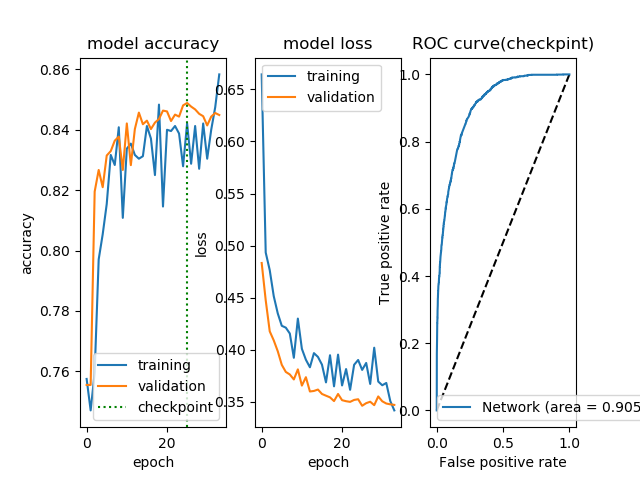 model accuracy
0.86
0.84
0.82
0.80
0.78
0.76
accuracy
0
20
epoch
training
validation
checkpoint
model loss
0.65
0.60
0.55
0.50
0.45
0.40
0.35
loss
0
20
epoch
training
validation
ROC curve(checkpint)
1.0
0.8
0.6
0.4
0.2
0.0
True positive rate
0.0
0.5
1.0
False positive rate
Network (area = 0.905